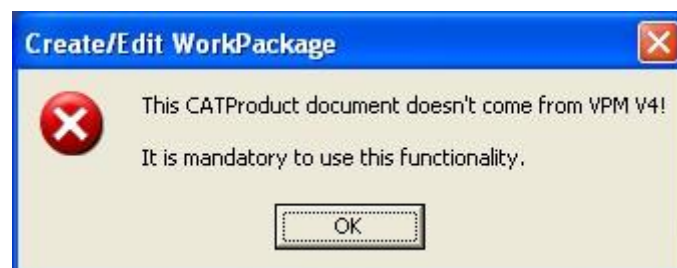 Create/Edit WorkPackage
This CATProduct document doesn't come from VPM V4!
It is mandatory to use this functionality.
OK